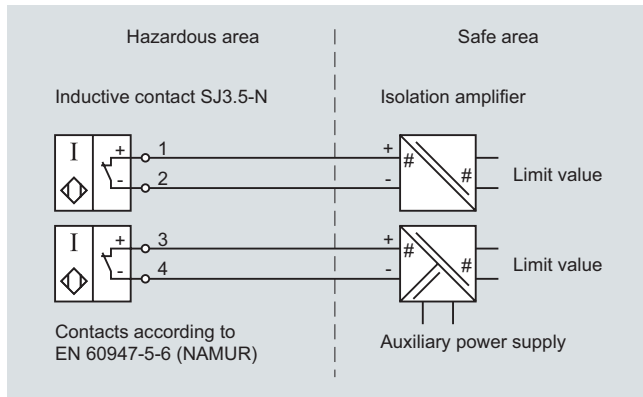 Hazardous area
Safe area
Inductive contact SJ3.5-N
Isolation amplifier
I
+
-
1
2
+
-
#
#
Limit value
I
+
-
3
4
+
-
#
#
Limit value
Contacts according to
EN 60947-5-6 (NAMUR)
Auxiliary power supply